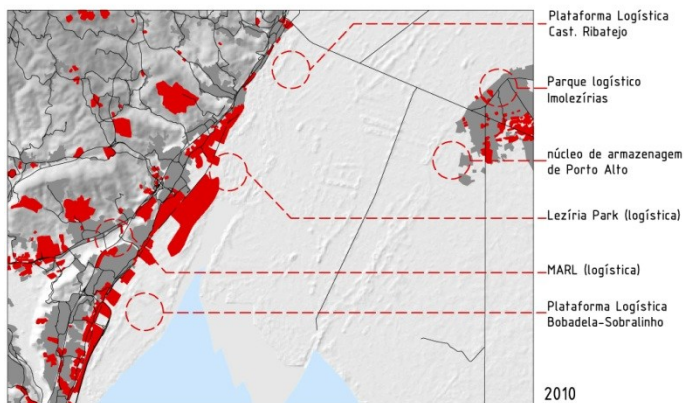 Plataforma Logística
Cast. Ribatejo
Parque logístico
Imolezírias
núcleo de armazenagem
de Porto Alto
Lezíria Park (logística)
MARL (logística)
Plataforma Logística
Bobadela-Sobralinho
2010